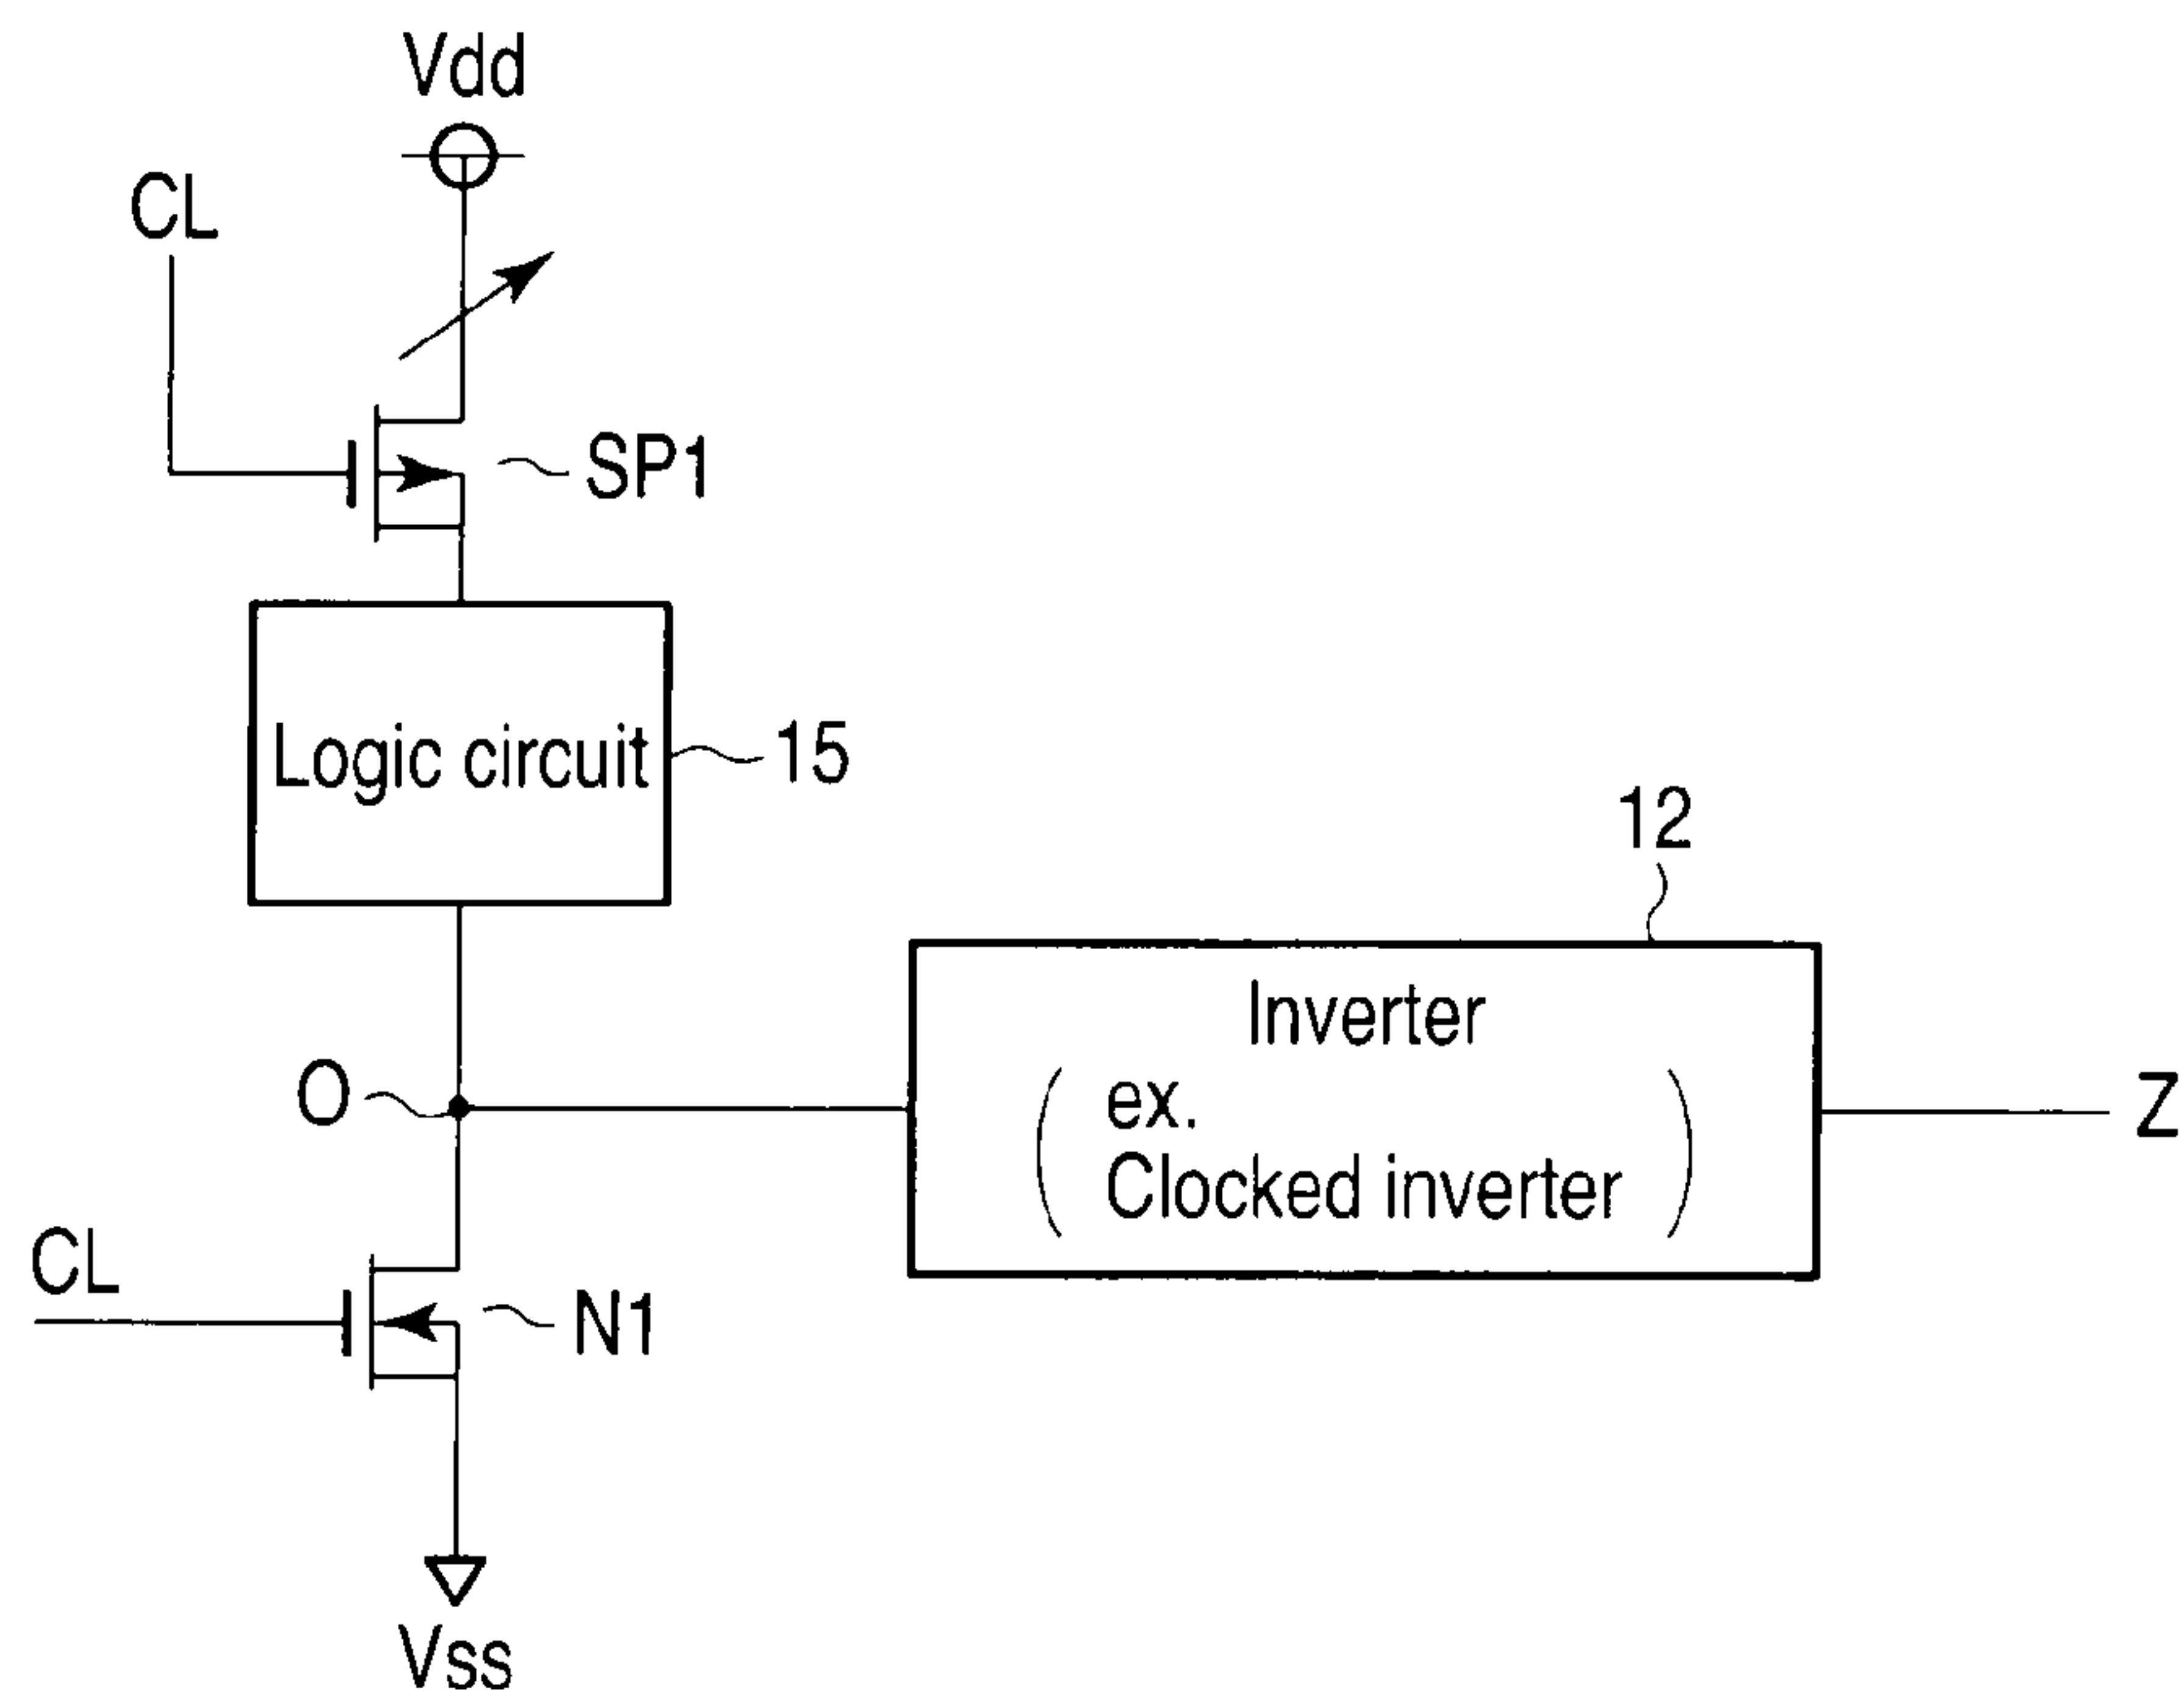 Vdd
CL
SP1
Logic circuit
15
12
Inverter
( ex.
Clocked inverter )
O
Z
CL
N1
Vss